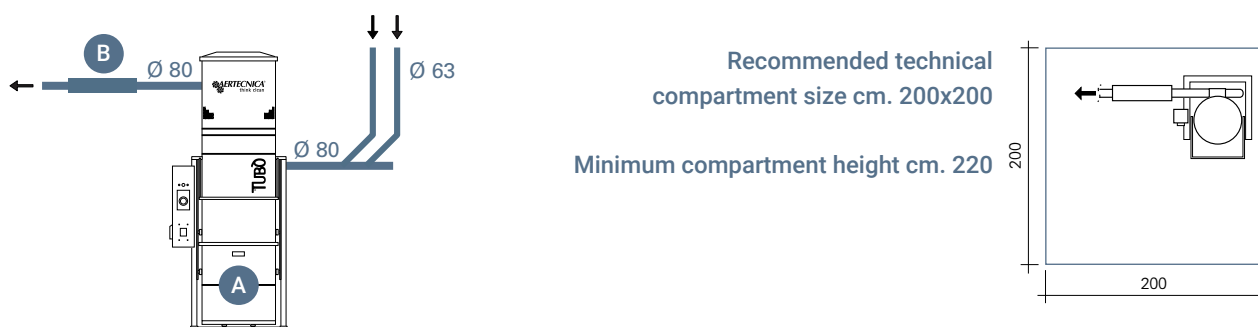 B
Ø 80
AERTECNICA®
think clean
Ø 63
Ø 80
TUBÒ
A
Recommended technical
compartment size cm. 200x200
Minimum compartment height cm. 220
200
200